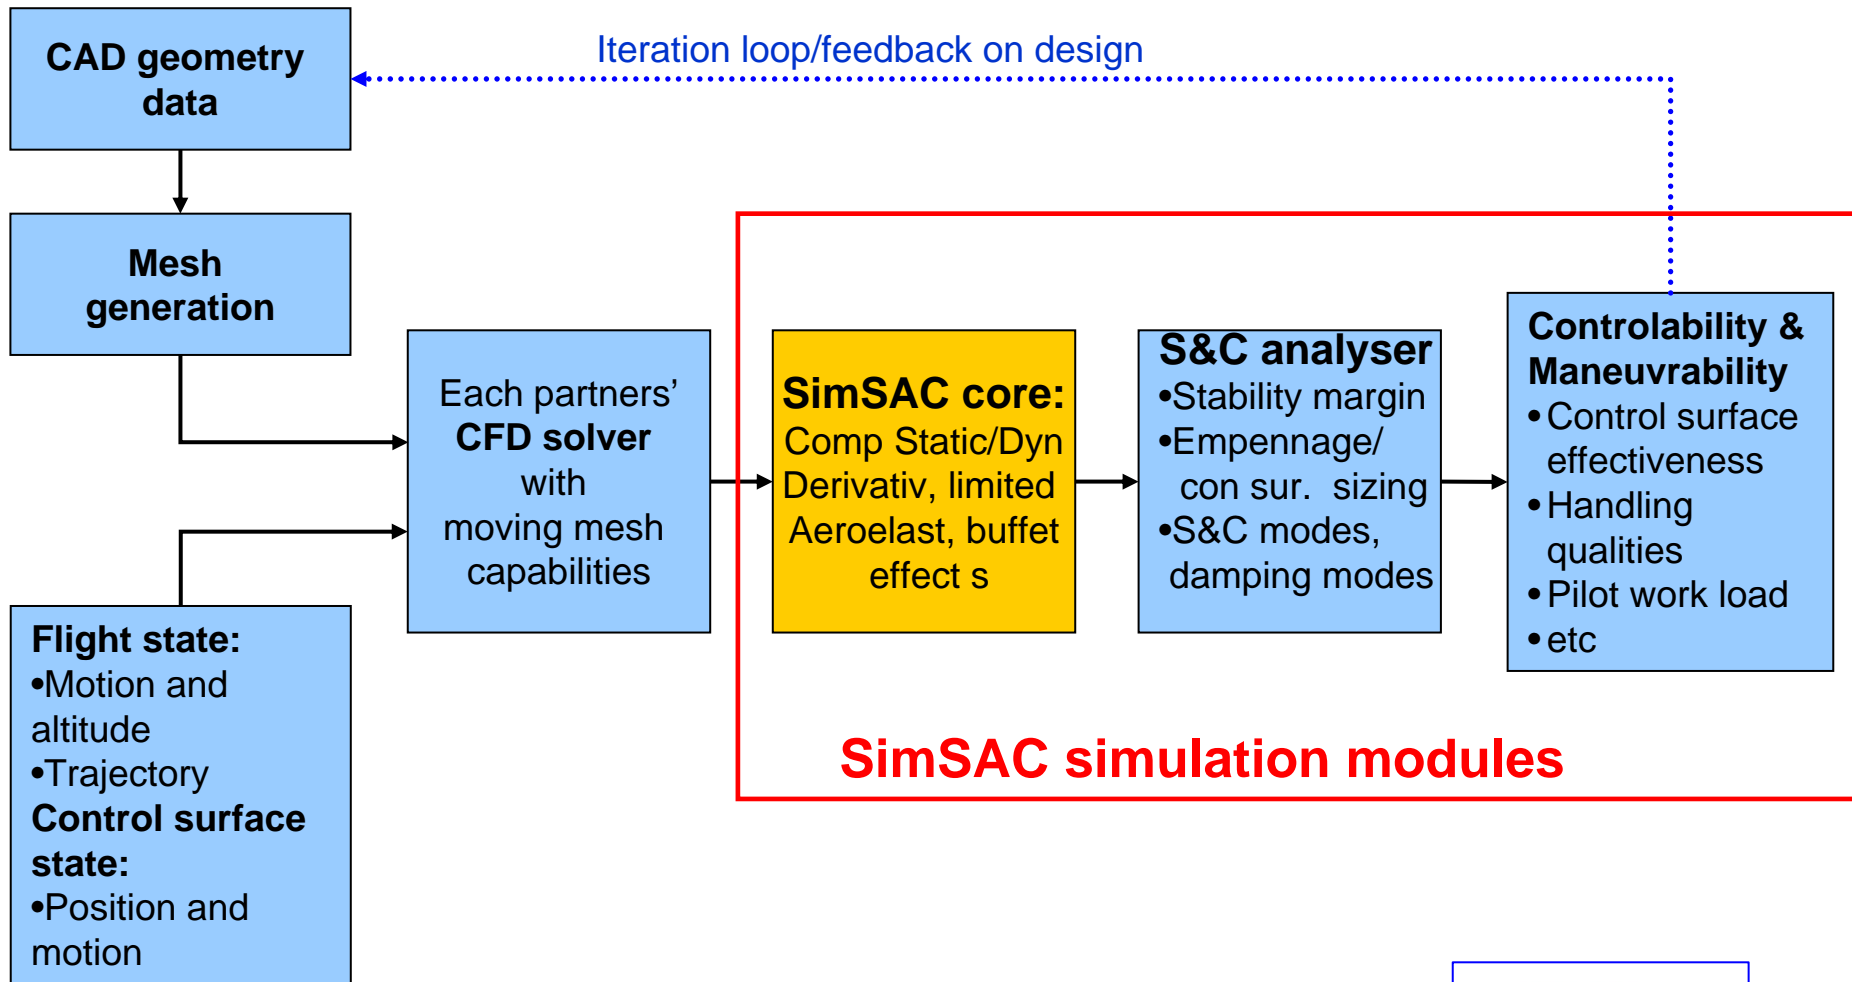 CAD geometry
data
Iteration loop/feedback on design
Mesh
generation
Each partners’
CFD solver
with
moving mesh
capabilities
SimSAC core:
Comp Static/Dyn
Derivativ, limited
Aeroelast, buffet
effect s
S&C analyser
•Stability margin
•Empennage/
con sur. sizing
•S&C modes,
damping modes
Controlability &
Maneuvrability
•Control surface
effectiveness
•Handling
qualities
•Pilot work load
•etc
Flight state:
•Motion and
altitude
•Trajectory
Control surface
state:
•Position and
motion
SimSAC simulation modules